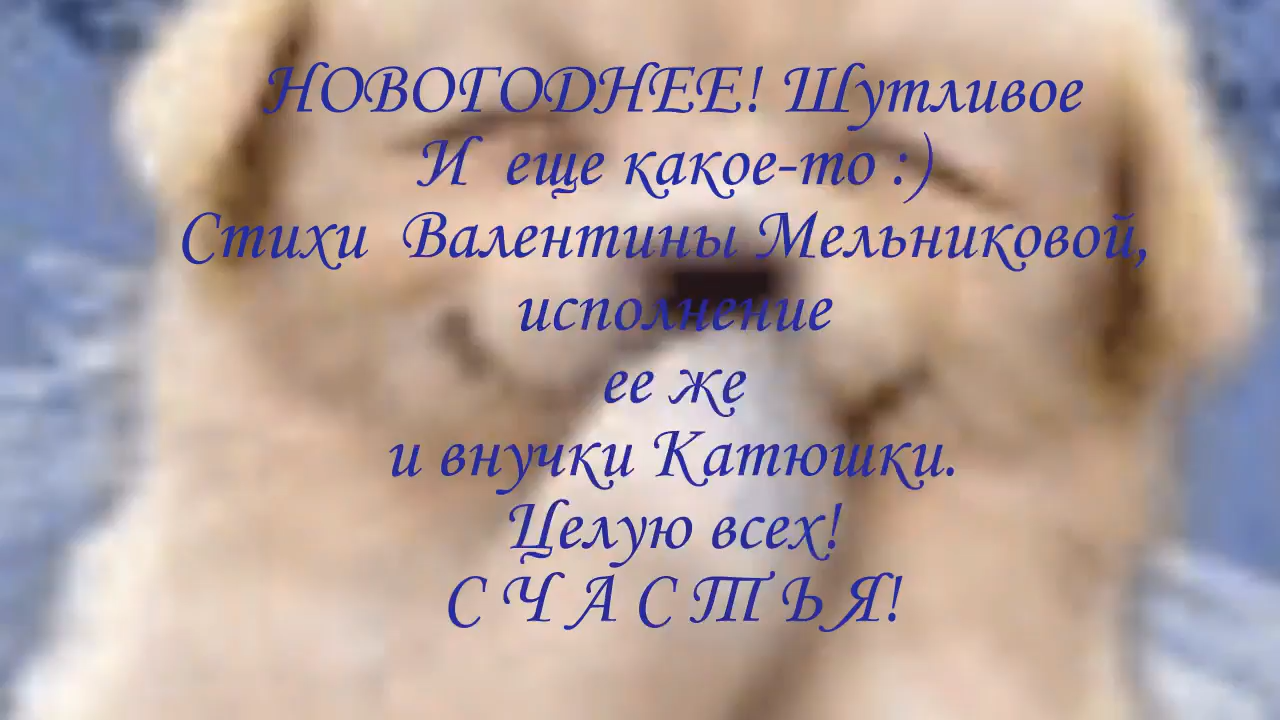 НОВОГОДНЕЕ! Шутливое
И еще какое-то :)
Стихи Валентины Мельниковой,
исполнение
ее же
и внучки Катюшки.
Целую всех!
С Ч А С Т Ь Я!